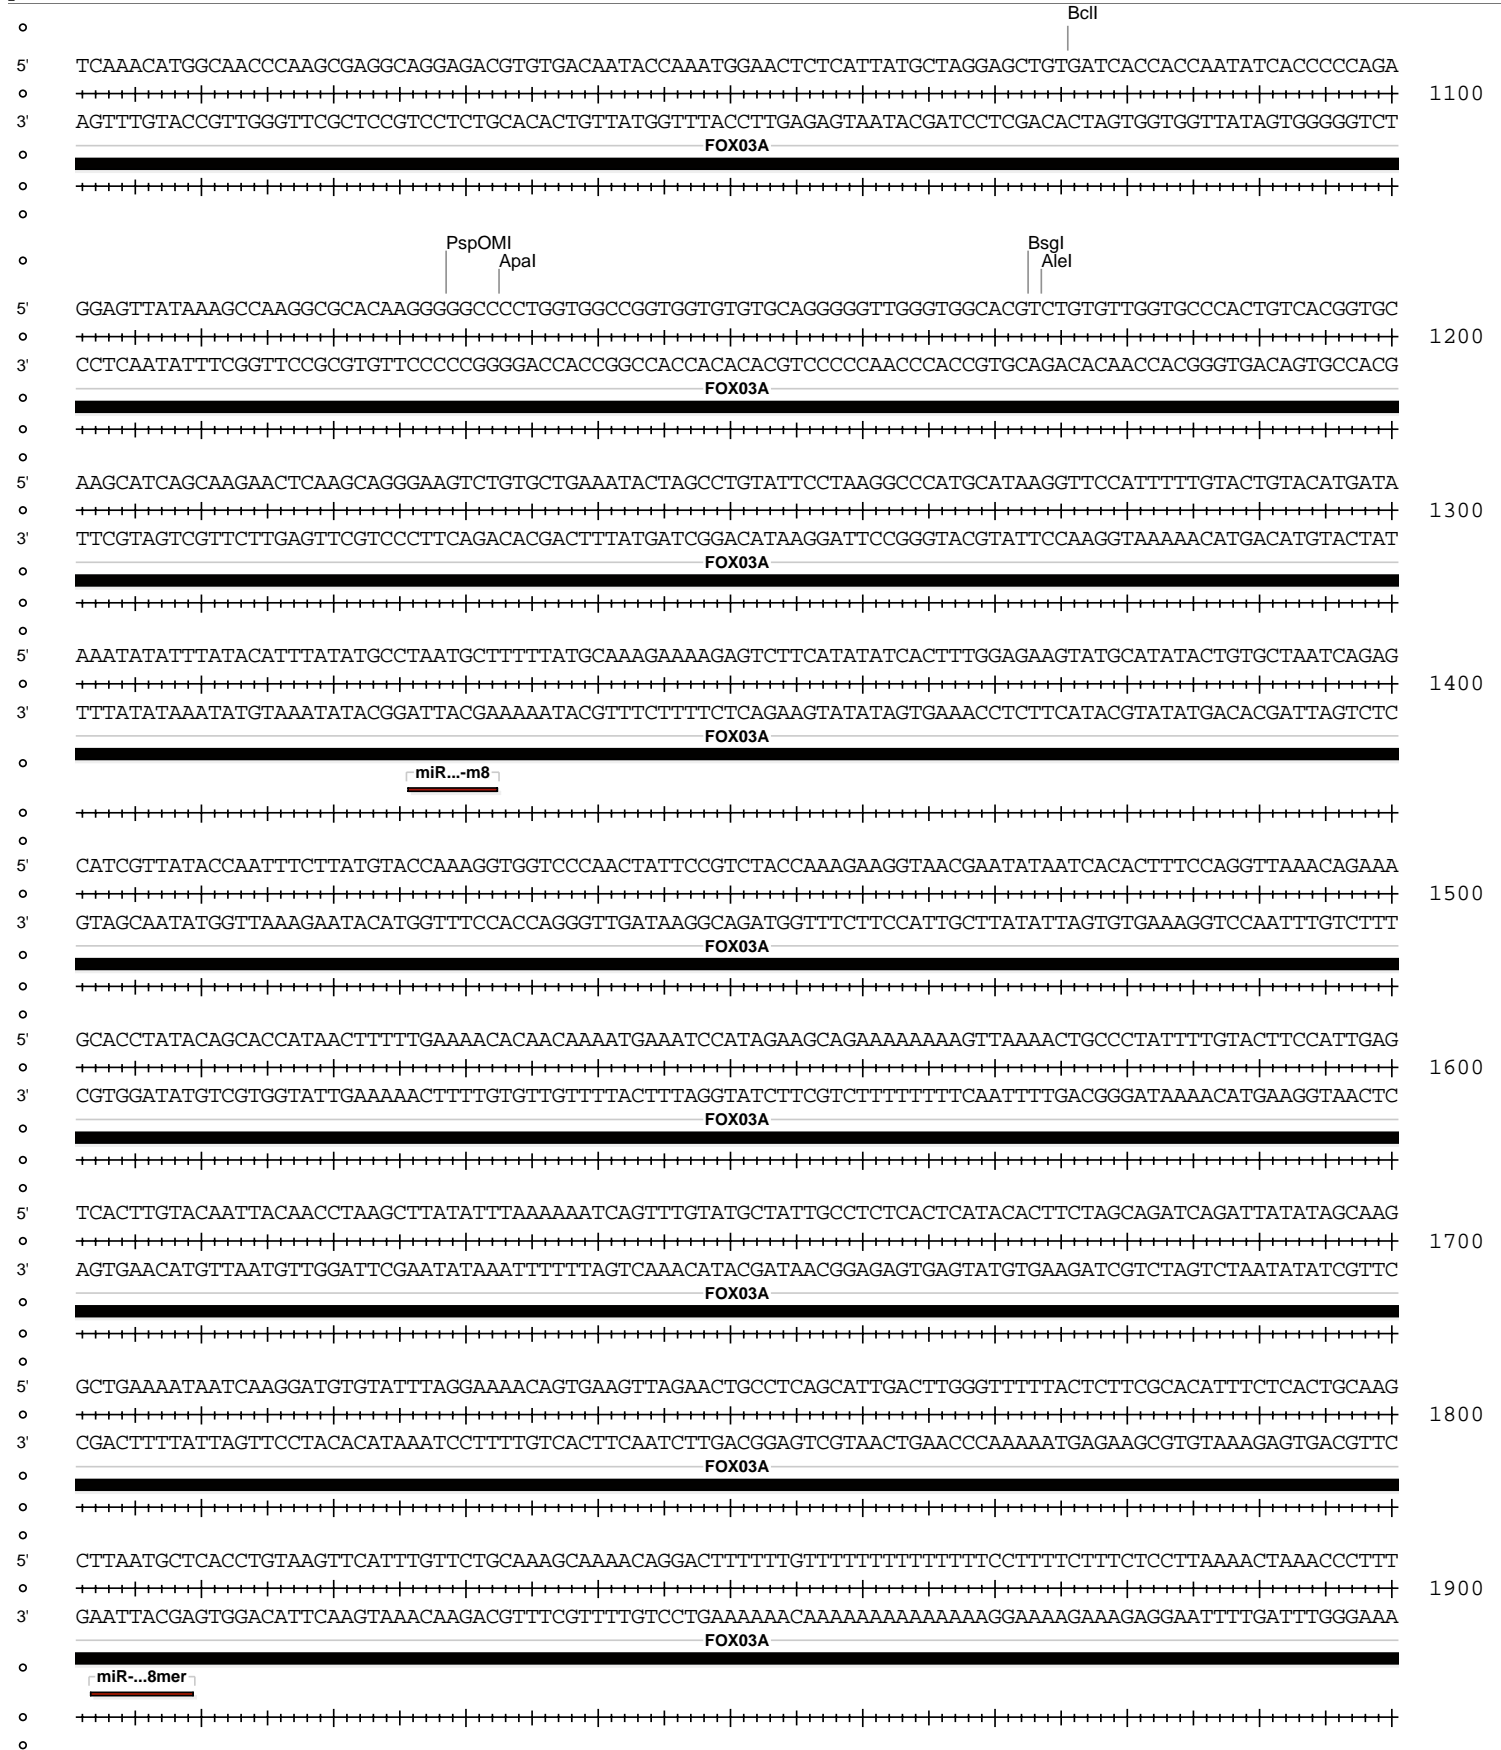 BclI
5' TCAAACATGGCAACCCAAGCGAGGCAGGAGACGTGTGACAATACCAAATGGAACTCTCATTATGCTAGGAGCTGTGATCACCACCAATATCACCCCCAGA
1100
3' AGTTTGTACCGTTGGGTTCGCTCCGTCCTCTGCACACTGTTATGGTTTACCTTGAGAGTAATACGATCCTCGACACTAGTGGTGGTTATAGTGGGGGTCT
FOX03A
PspOMI BsgI
ApaI AleI
5' GGAGTTATAAAGCCAAGGCGCACAAGGGGGCCCCTGGTGGCCGGTGGTGTGTGCAGGGGGTTGGGTGGCACGTCTGTGTTGGTGCCCACTGTCACGGTGC
1200
3' CCTCAATATTTCGGTTCCGCGTGTTCCCCCGGGGACCACCGGCCACCACACACGTCCCCCAACCCACCGTGCAGACACAACCACGGGTGACAGTGCCACG
FOX03A
5' AAGCATCAGCAAGAACTCAAGCAGGGAAGTCTGTGCTGAAATACTAGCCTGTATTCCTAAGGCCCATGCATAAGGTTCCATTTTTGTACTGTACATGATA
1300
3' TTCGTAGTCGTTCTTGAGTTCGTCCCTTCAGACACGACTTTATGATCGGACATAAGGATTCCGGGTACGTATTCCAAGGTAAAAACATGACATGTACTAT
FOX03A
5' AAATATATTTATACATTTATATGCCTAATGCTTTTTATGCAAAGAAAAGAGTCTTCATATATCACTTTGGAGAAGTATGCATATACTGTGCTAATCAGAG
1400
3' TTTATATAAATATGTAAATATACGGATTACGAAAAATACGTTTCTTTTCTCAGAAGTATATAGTGAAACCTCTTCATACGTATATGACACGATTAGTCTC
FOX03A
miR...-m8
5' CATCGTTATACCAATTTCTTATGTACCAAAGGTGGTCCCAACTATTCCGTCTACCAAAGAAGGTAACGAATATAATCACACTTTCCAGGTTAAACAGAAA
1500
3' GTAGCAATATGGTTAAAGAATACATGGTTTCCACCAGGGTTGATAAGGCAGATGGTTTCTTCCATTGCTTATATTAGTGTGAAAGGTCCAATTTGTCTTT
FOX03A
5' GCACCTATACAGCACCATAACTTTTTGAAAACACAACAAAATGAAATCCATAGAAGCAGAAAAAAAAGTTAAAACTGCCCTATTTTGTACTTCCATTGAG
1600
3' CGTGGATATGTCGTGGTATTGAAAAACTTTTGTGTTGTTTTACTTTAGGTATCTTCGTCTTTTTTTTCAATTTTGACGGGATAAAACATGAAGGTAACTC
FOX03A
5' TCACTTGTACAATTACAACCTAAGCTTATATTTAAAAAATCAGTTTGTATGCTATTGCCTCTCACTCATACACTTCTAGCAGATCAGATTATATAGCAAG
1700
3' AGTGAACATGTTAATGTTGGATTCGAATATAAATTTTTTAGTCAAACATACGATAACGGAGAGTGAGTATGTGAAGATCGTCTAGTCTAATATATCGTTC
FOX03A
5' GCTGAAAATAATCAAGGATGTGTATTTAGGAAAACAGTGAAGTTAGAACTGCCTCAGCATTGACTTGGGTTTTTACTCTTCGCACATTTCTCACTGCAAG
1800
3' CGACTTTTATTAGTTCCTACACATAAATCCTTTTGTCACTTCAATCTTGACGGAGTCGTAACTGAACCCAAAAATGAGAAGCGTGTAAAGAGTGACGTTC
FOX03A
5' CTTAATGCTCACCTGTAAGTTCATTTGTTCTGCAAAGCAAAACAGGACTTTTTTGTTTTTTTTTTTTTTTCCTTTTCTTTCTCCTTAAAACTAAACCCTTT
1900
3' GAATTACGAGTGGACATTCAAGTAAACAAGACGTTTCGTTTTGTCCTGAAAAAACAAAAAAAAAAAAAAAGGAAAAGAAAGAGGAATTTTGATTTGGGAAA
FOX03A
miR-...8mer